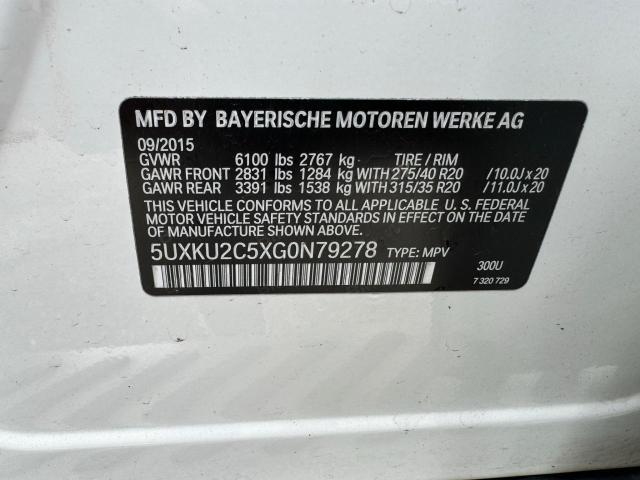 MFD BY BAYERISCHE MOTOREN WERKE AG
09/2015
GVWR 6100 lbs 2767 kg TIRE / RIM
GAWR FRONT 2831 lbs 1284 kg WITH 275/40 R20 /10.0J x 20
GAWR REAR 3391 lbs 1538 kg WITH 315/35 R20 /11.0J x 20
THIS VEHICLE CONFORMS TO ALL APPLICABLE U. S. FEDERAL
MOTOR VEHICLE SAFETY STANDARDS IN EFFECT ON THE DATE OF
MANUFACTURE SHOWN ABOVE.
5UXKU2C5XG0N79278 TYPE: MPV
300U
7 320 729